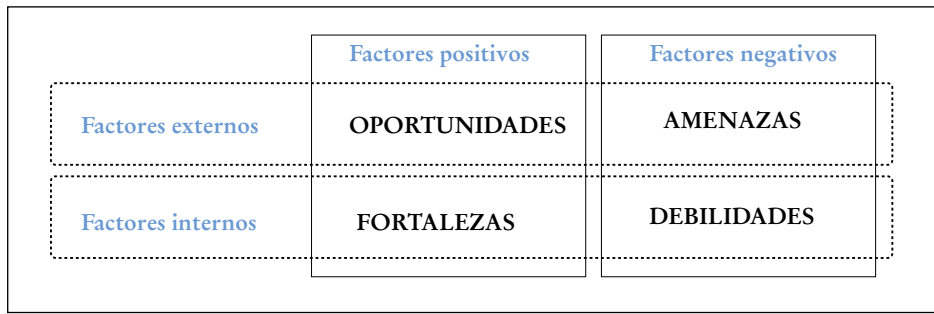 Factores positivos Factores negativos
Factores externos OPORTUNIDADES AMENAZAS
Factores internos FORTALEZAS DEBILIDADES